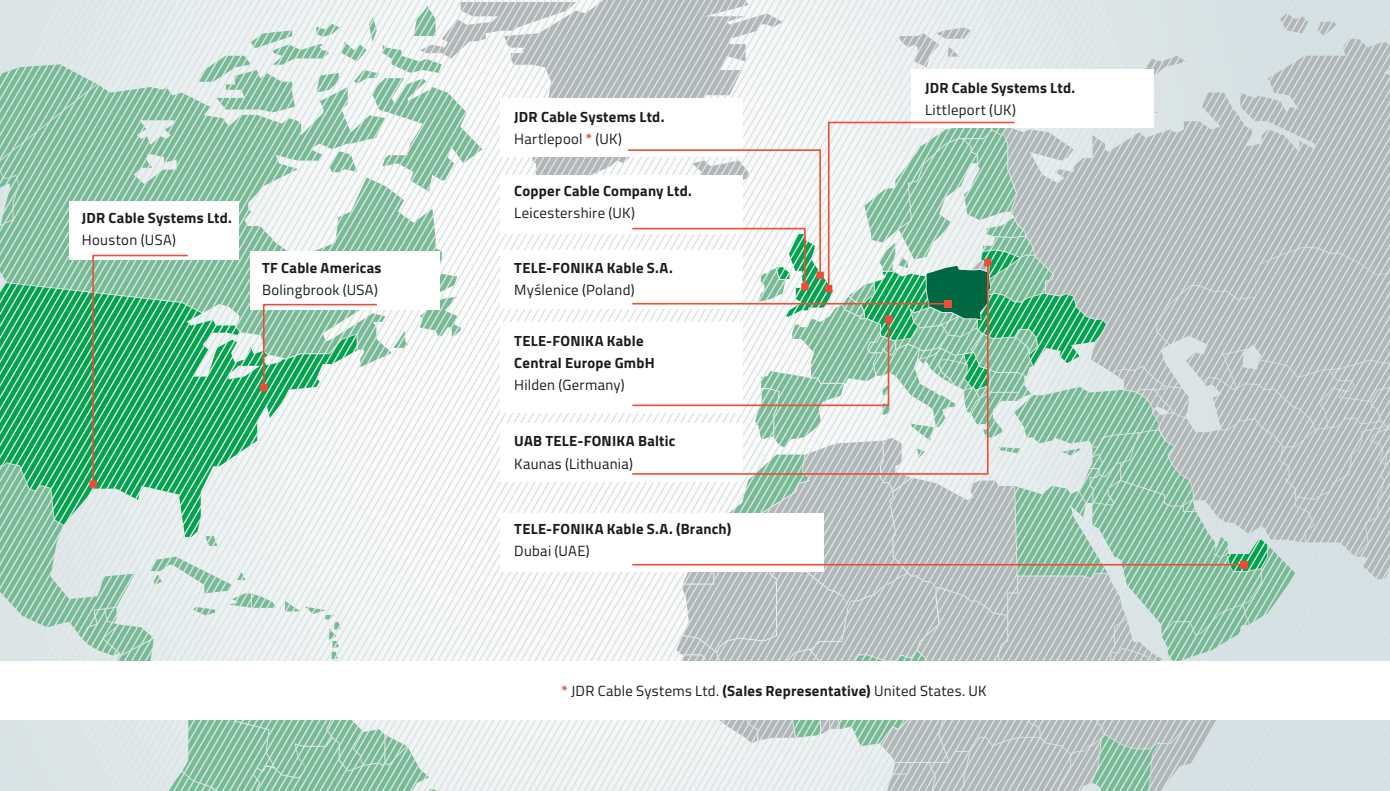 JDR Cable Systems Ltd.
Littleport (UK)
JDR Cable Systems Ltd.
Hartlepool * (UK)
Copper Cable Company Ltd.
Leicestershire (UK)
JDR Cable Systems Ltd.
Houston (USA)
TF Cable Americas
Bolingbrook (USA)
TELE-FONIKA Kable S.A.
Myślenice (Poland)
TELE-FONIKA Kable
Central Europe GmbH
Hilden (Germany)
UAB TELE-FONIKA Baltic
Kaunas (Lithuania)
TELE-FONIKA Kable S.A. (Branch)
Dubai (UAE)
* JDR Cable Systems Ltd. (Sales Representative) United States. UK